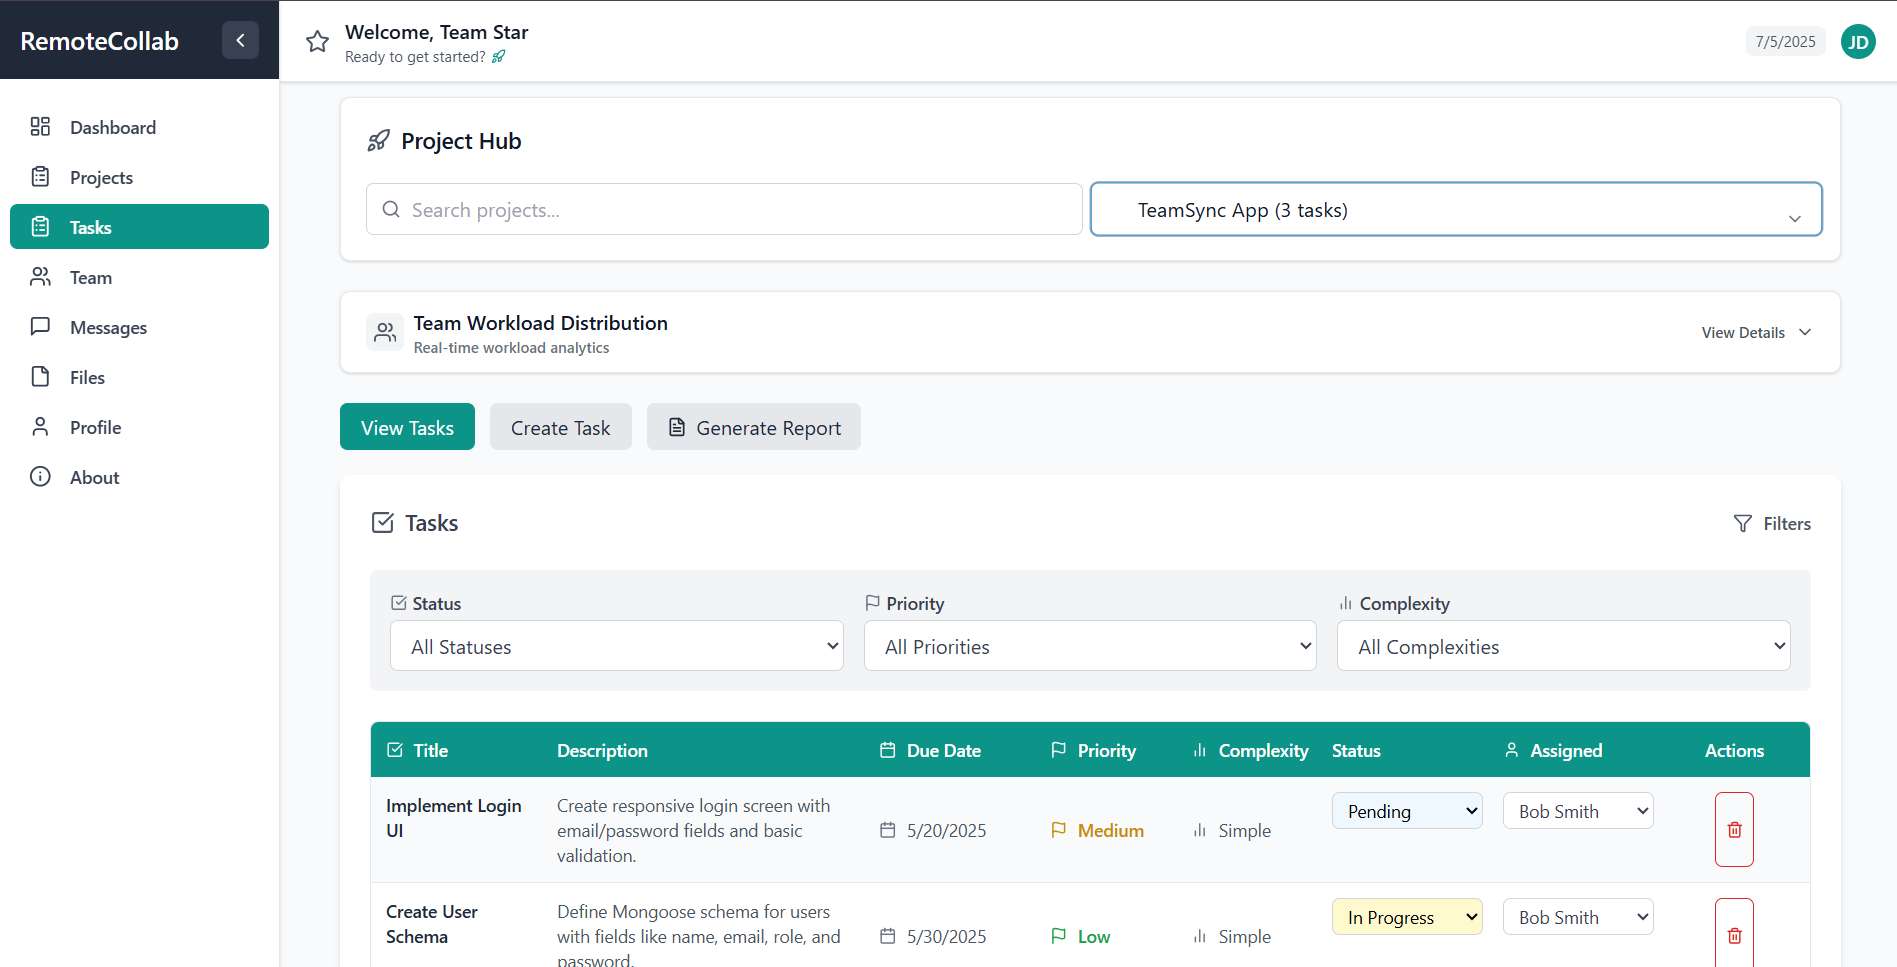 RemoteCollab
Welcome, Team Star
Ready to get started?
7/5/2025
JD
Dashboard
Projects
Tasks
Team
Messages
Files
Profile
About
Project Hub
Search projects...
TeamSync App (3 tasks)
Team Workload Distribution
Real-time workload analytics
View Details
View Tasks
Create Task
Generate Report
Tasks
Filters
Status
Priority
Complexity
All Statuses
All Priorities
All Complexities
Title Description Due Date Priority Complexity Status Assigned Actions
Implement Login
UI
Create responsive login screen with
email/password fields and basic
validation.
5/20/2025
Medium
Simple
Pending
Bob Smith
Create User
Schema
Define Mongoose schema for users
with fields like name, email, role, and
password.
5/30/2025
Low
Simple
In Progress
Bob Smith